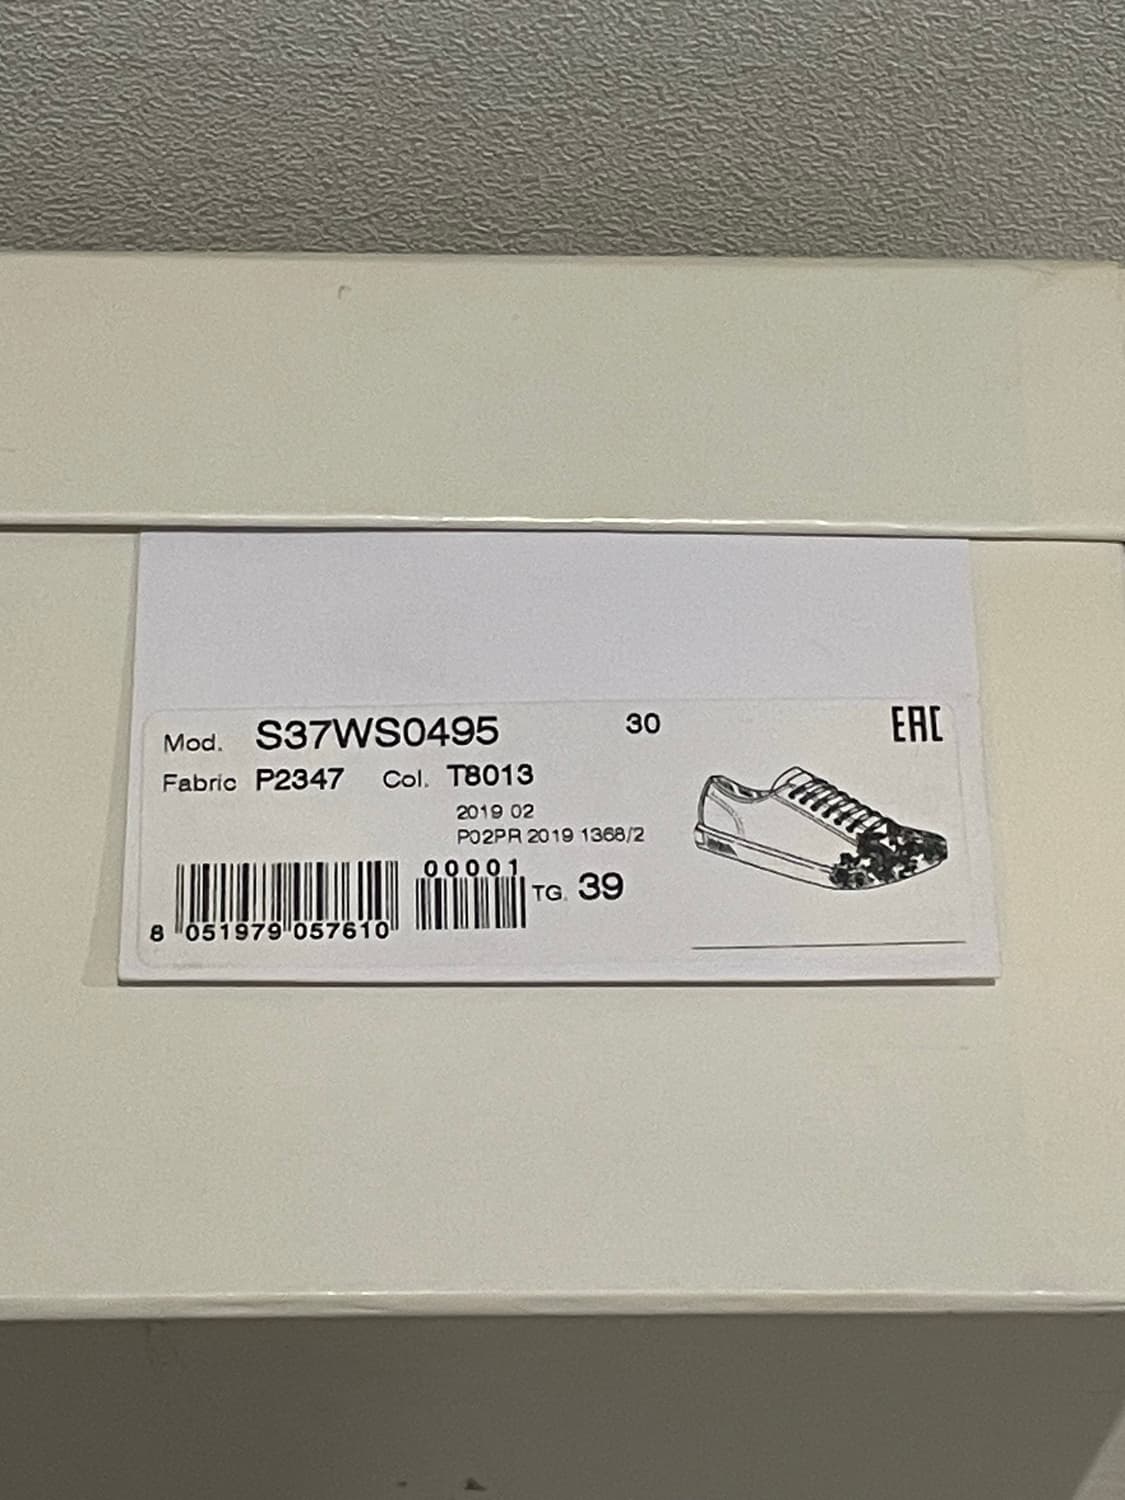 Mod. S37WS0495 30 EAC
Fabric P2347 Col. T8013
2019 02
P02PR 2019 1368/2
00001
TG. 39
8 051979 057610